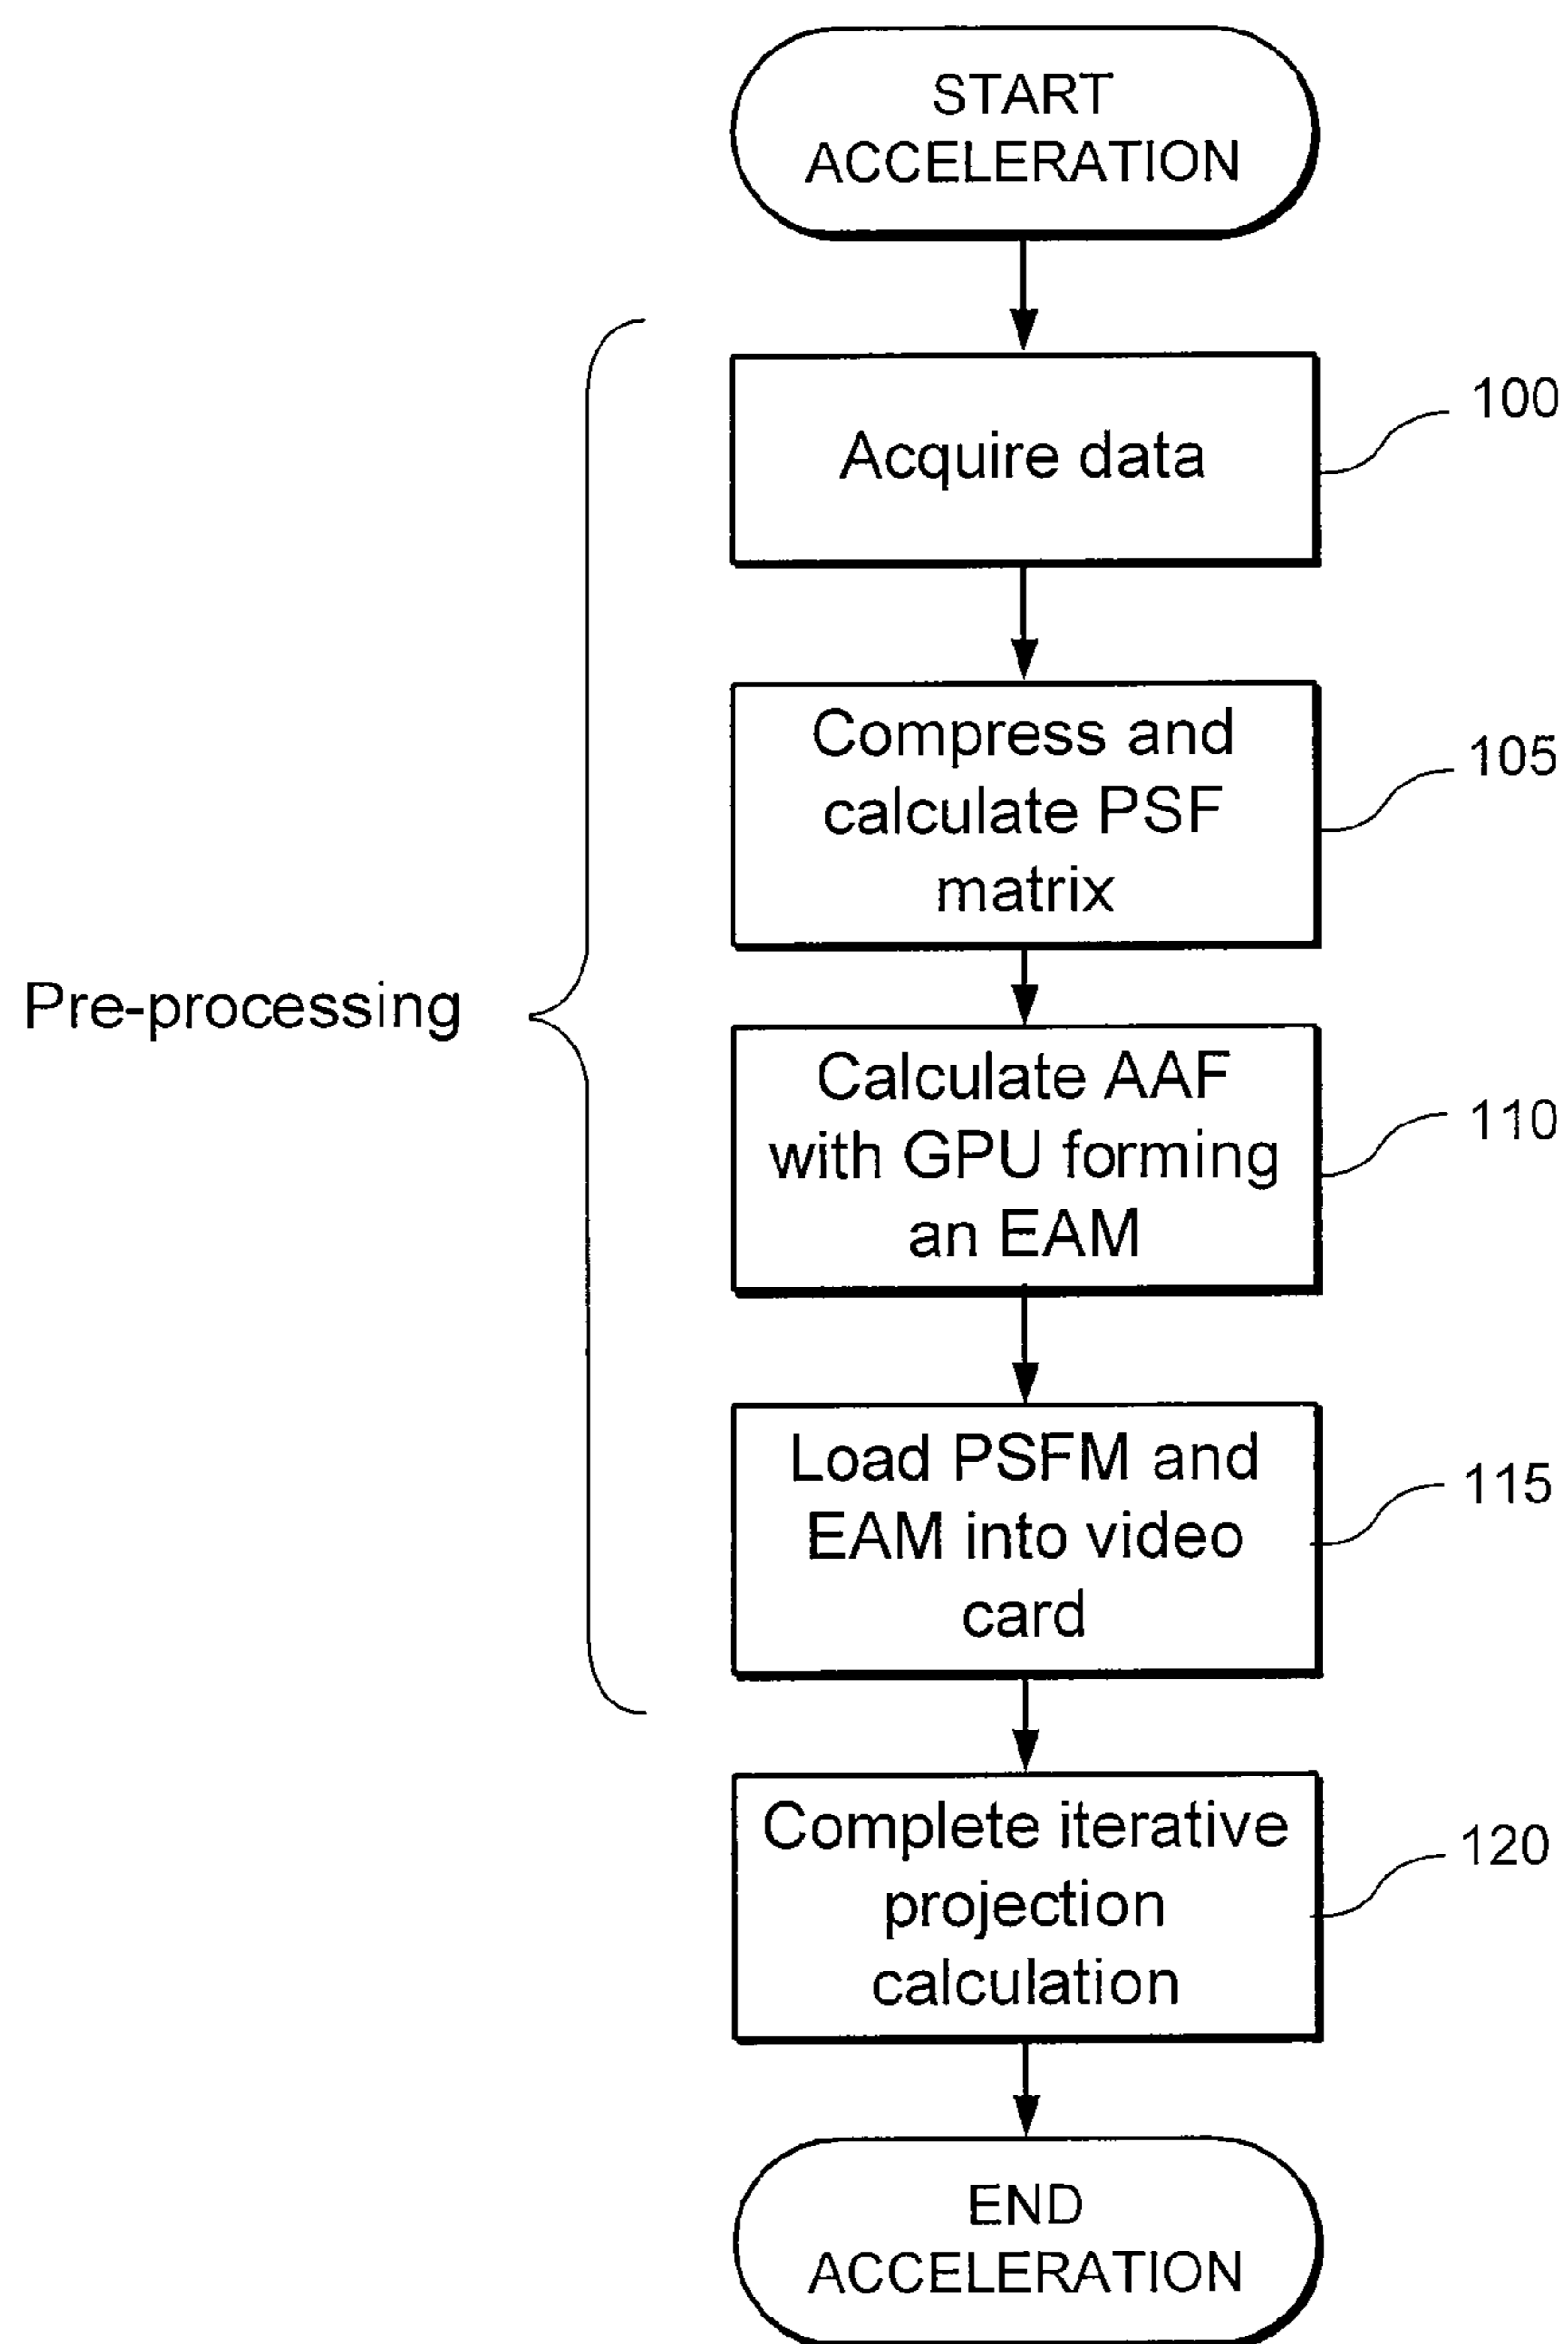 START
ACCELERATION
Acquire data
100
Compress and
calculate PSF
matrix
105
Pre-processing
Calculate AAF
with GPU forming
an EAM
110
Load PSFM and
EAM into video
card
115
Complete iterative
projection
calculation
120
END
ACCELERATION